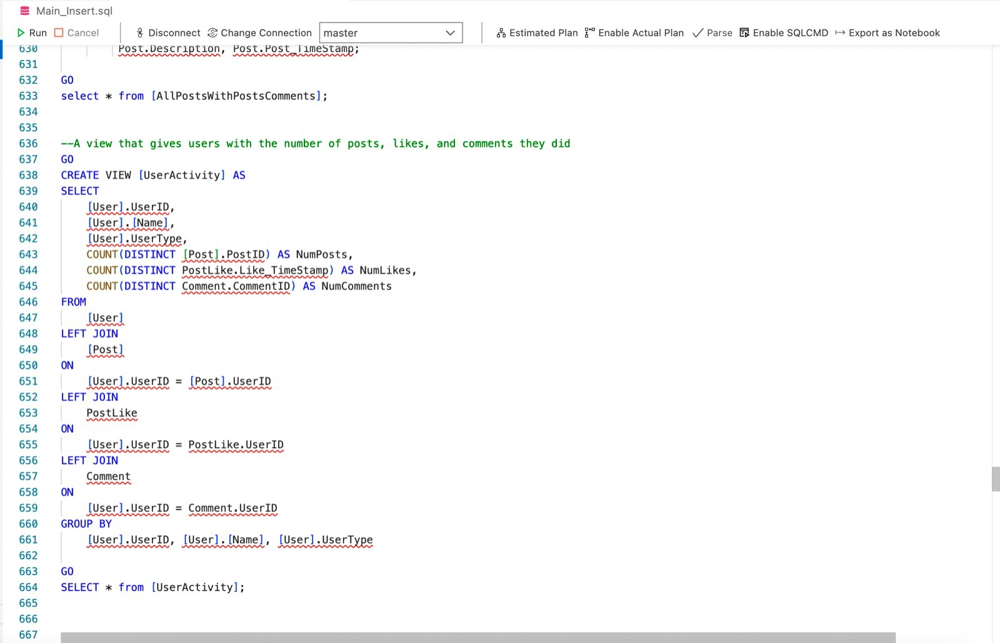 Main_Insert.sql
Run Cancel Disconnect Change Connection master Estimated Plan Enable Actual Plan Parse Enable SQLCMD Export as Notebook
630 Post.Description, Post.Post_TimeStamp;
631
632 GO
633 select * from [AllPostsWithPostsComments];
634
635
636 --A view that gives users with the number of posts, likes, and comments they did
637 GO
638 CREATE VIEW [UserActivity] AS
639 SELECT
640 [User].UserID,
641 [User].[Name],
642 [User].UserType,
643 COUNT(DISTINCT [Post].PostID) AS NumPosts,
644 COUNT(DISTINCT PostLike.Like_TimeStamp) AS NumLikes,
645 COUNT(DISTINCT Comment.CommentID) AS NumComments
646 FROM
647 [User]
648 LEFT JOIN
649 [Post]
650 ON
651 [User].UserID = [Post].UserID
652 LEFT JOIN
653 PostLike
654 ON
655 [User].UserID = PostLike.UserID
656 LEFT JOIN
657 Comment
658 ON
659 [User].UserID = Comment.UserID
660 GROUP BY
661 [User].UserID, [User].[Name], [User].UserType
662
663 GO
664 SELECT * from [UserActivity];
665
666
667